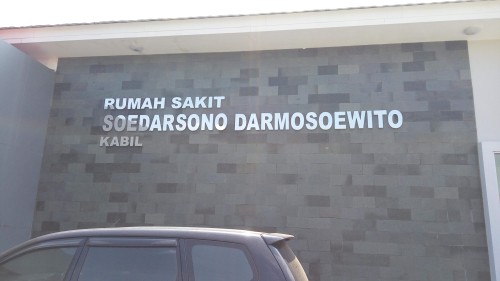 RUMAH SAKIT
SOEDARSONO DARMOSOEWITO
KABIL